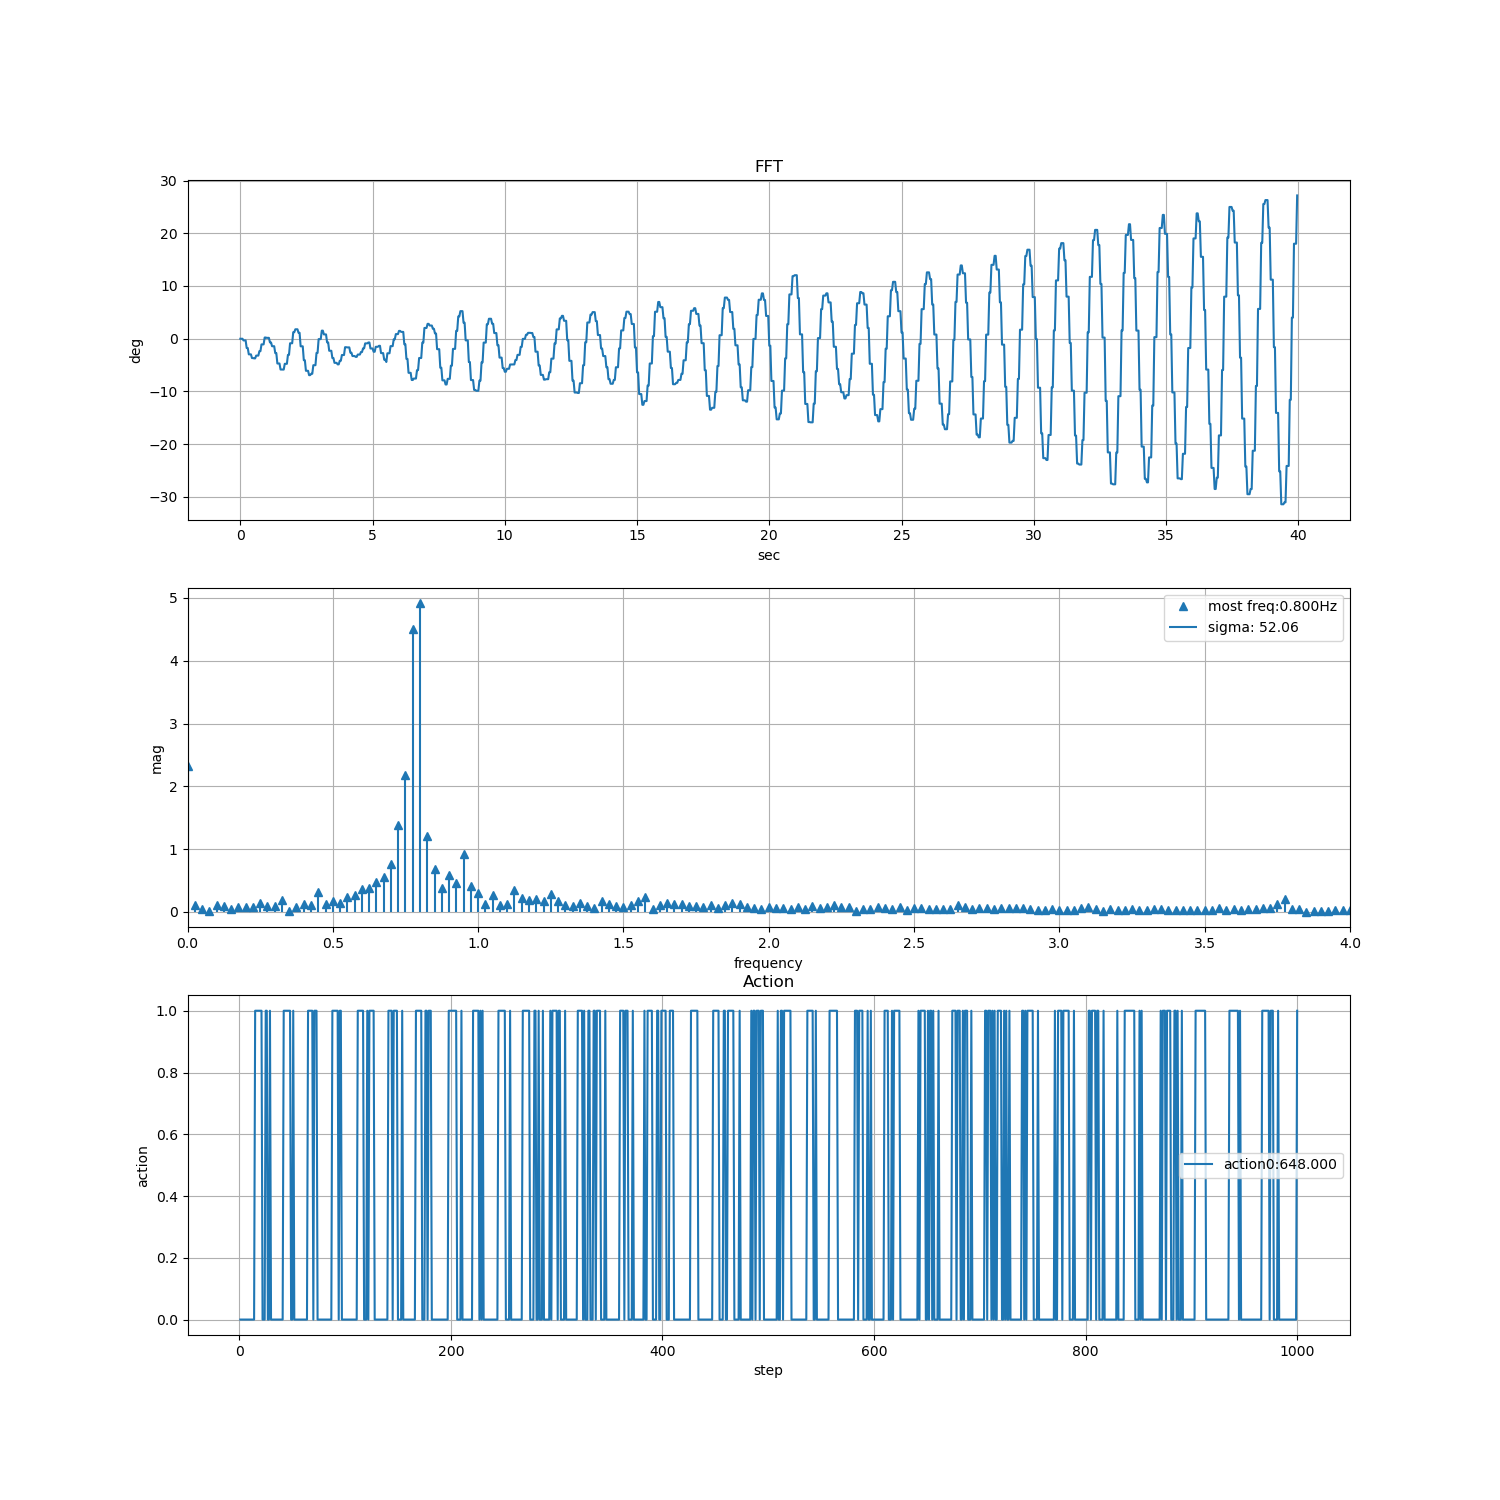 FFT
30
20
10
0
−10
−20
−30
deg
0 5 10 15 20 25 30 35 40
sec
5
4
3
2
1
0
mag
most freq:0.800Hz
sigma: 52.06
0.0 0.5 1.0 1.5 2.0 2.5 3.0 3.5 4.0
frequency
Action
1.0
0.8
0.6
0.4
0.2
0.0
action
action0:648.000
0 200 400 600 800 1000
step